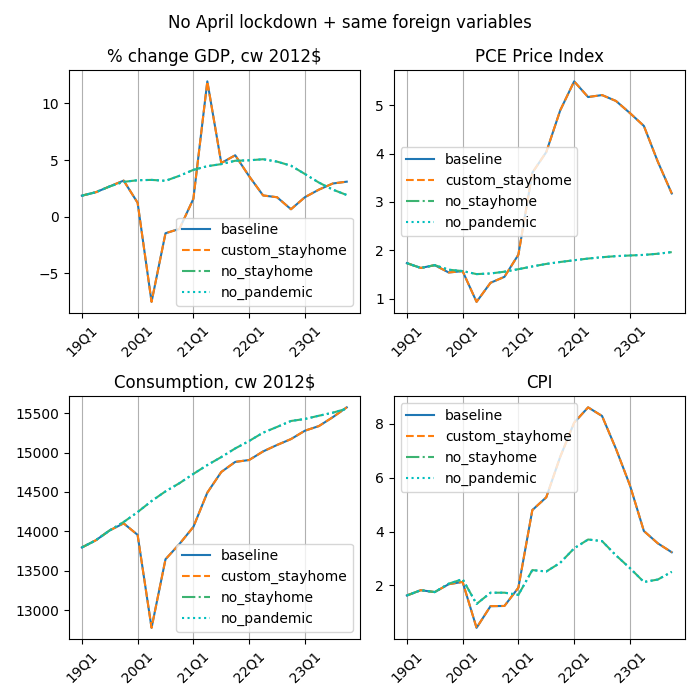 No April lockdown + same foreign variables
% change GDP, cw 2012$
10
5
0
−5
baseline
custom_stayhome
no_stayhome
no_pandemic
19Q1
20Q1
21Q1
22Q1
23Q1
PCE Price Index
5
4
3
2
1
baseline
custom_stayhome
no_stayhome
no_pandemic
19Q1
20Q1
21Q1
22Q1
23Q1
Consumption, cw 2012$
15500
15000
14500
14000
13500
13000
baseline
custom_stayhome
no_stayhome
no_pandemic
19Q1
20Q1
21Q1
22Q1
23Q1
CPI
8
6
4
2
baseline
custom_stayhome
no_stayhome
no_pandemic
19Q1
20Q1
21Q1
22Q1
23Q1